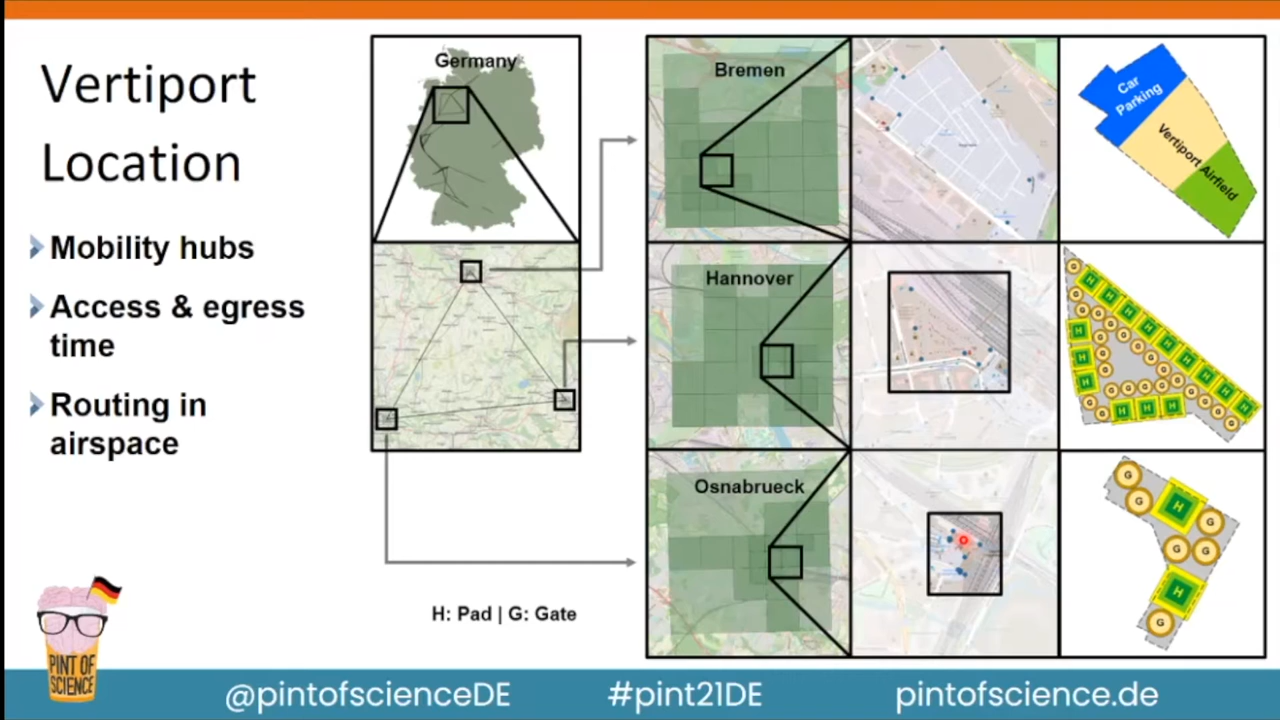 Vertiport
Location
Mobility hubs
Access & egress
time
Routing in
airspace
Germany
Bremen
Car
Parking
Vertiport Airfield
Hannover
Osnabrueck
H: Pad | G: Gate
PINT OF
SCIENCE
@pintofscienceDE
#pint21DE
pintofscience.de